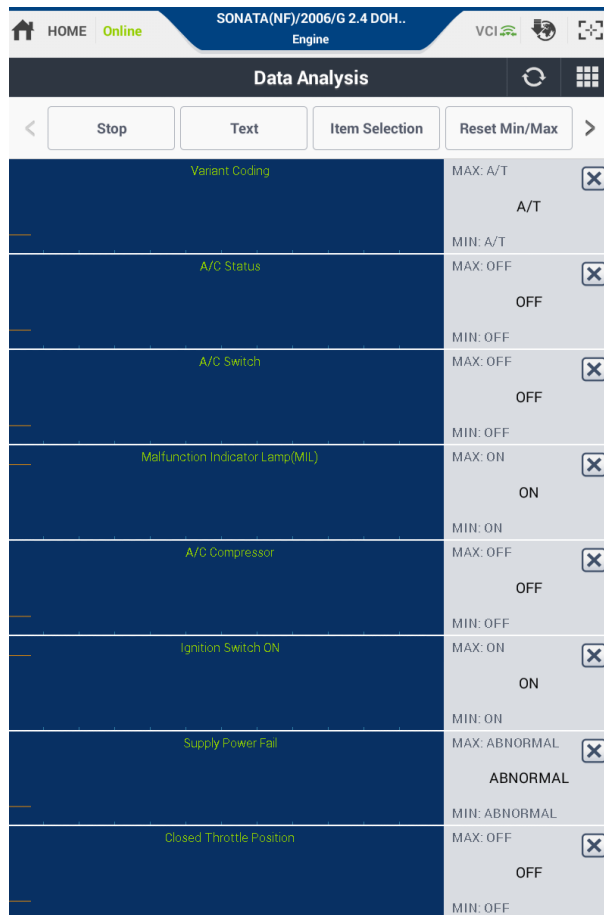 HOME Online
SONATA(NF)/2006/G 2.4 DOH..
Engine
VCI
Data Analysis
Stop
Text
Item Selection
Reset Min/Max
Variant Coding
MAX: A/T
A/T
MIN: A/T
A/C Status
MAX: OFF
OFF
MIN: OFF
A/C Switch
MAX: OFF
OFF
MIN: OFF
Malfunction Indicator Lamp(MIL)
MAX: ON
ON
MIN: ON
A/C Compressor
MAX: OFF
OFF
MIN: OFF
Ignition Switch ON
MAX: ON
ON
MIN: ON
Supply Power Fail
MAX: ABNORMAL
ABNORMAL
MIN: ABNORMAL
Closed Throttle Position
MAX: OFF
OFF
MIN: OFF